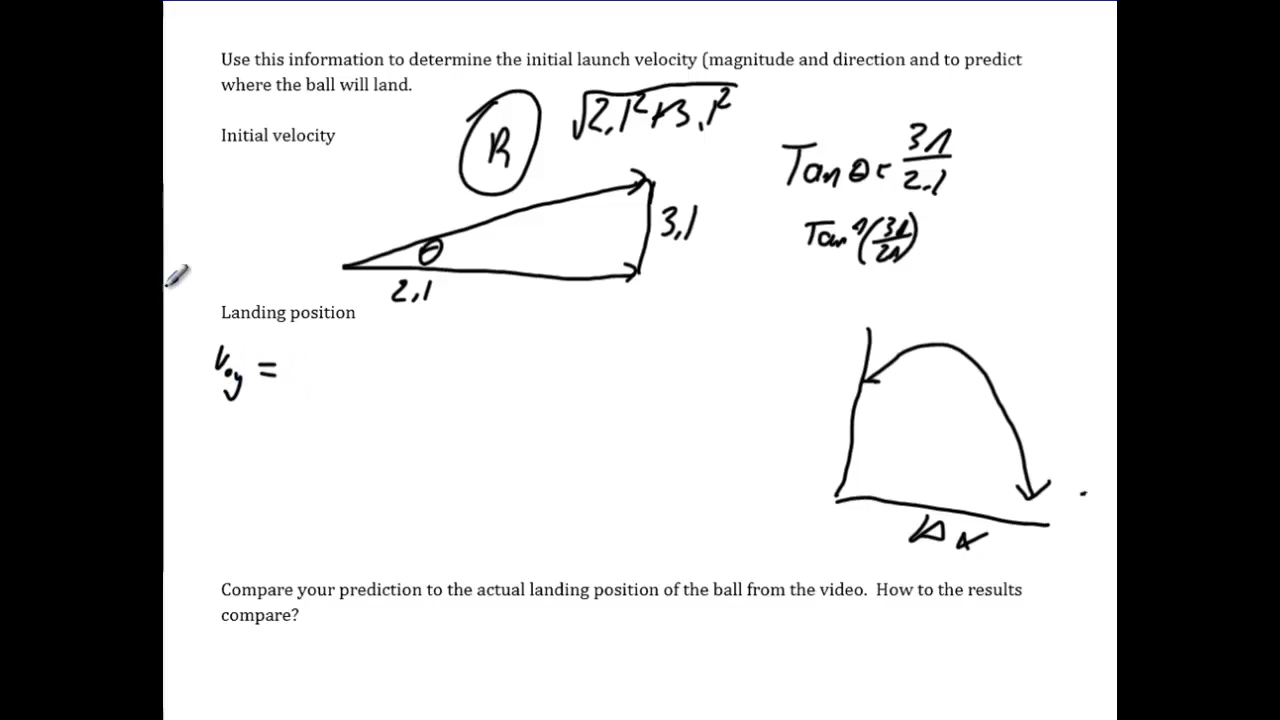 Use this information to determine the initial launch velocity (magnitude and direction and to predict
where the ball will land.
Initial velocity
R
√2.1²+3.1²
Tan θ = 3.1/2.1
Tan⁻¹(3.1/2.1)
θ
3.1
2.1
Landing position
Voy =
Δx
Compare your prediction to the actual landing position of the ball from the video. How to the results
compare?